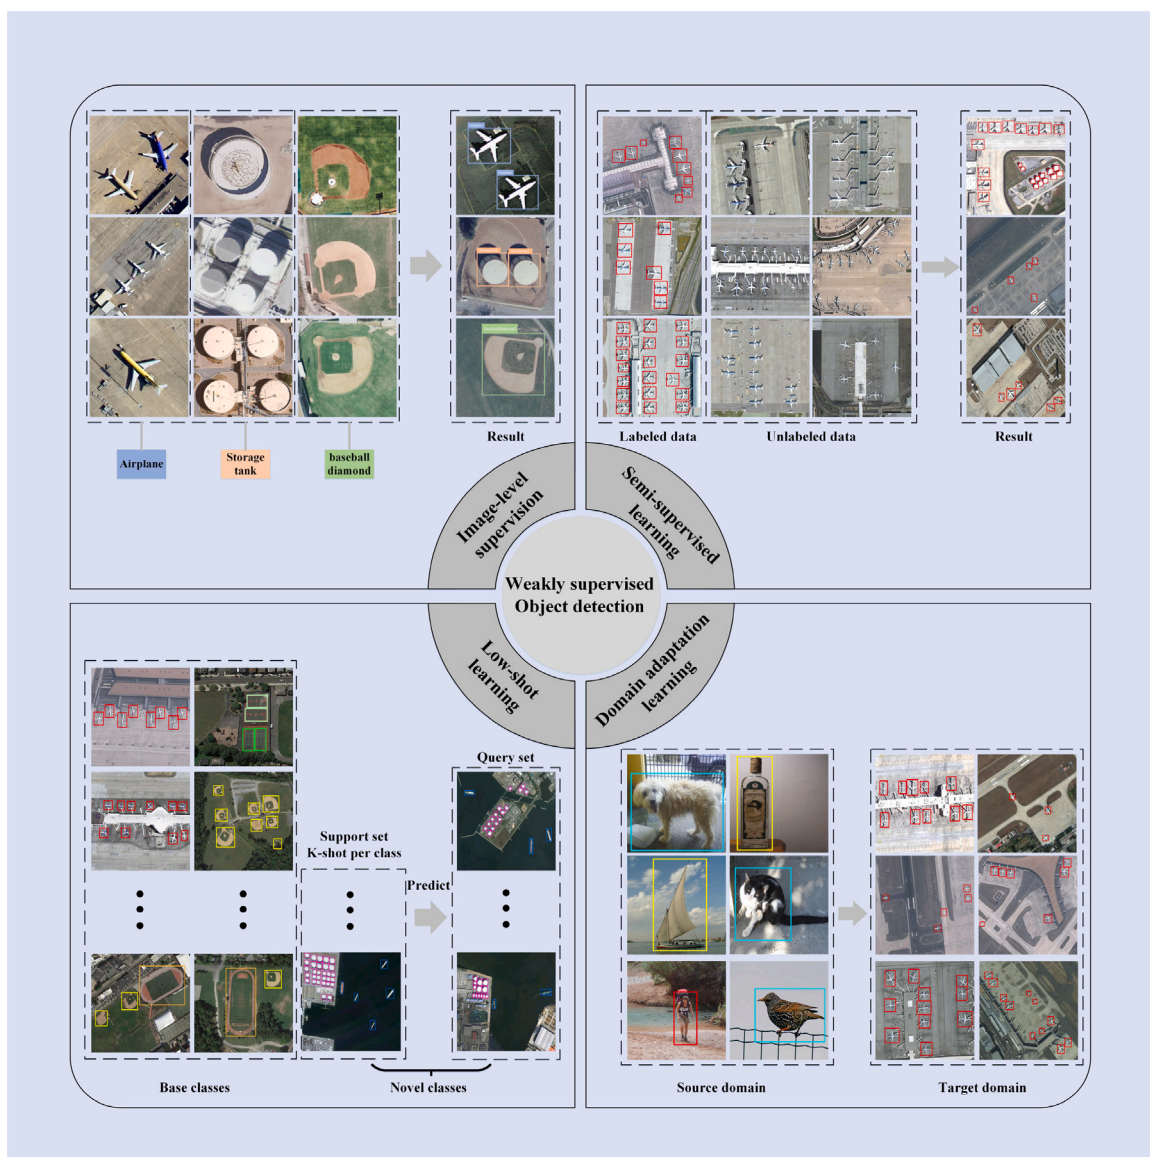 Airplane
Storage
tank
baseball
diamond
Result
Image-level
supervision
Labeled data
Unlabeled data
Result
Semi-supervised
learning
Weakly supervised
Object detection
Low-shot
learning
Domain adaptation
learning
Query set
Support set
K-shot per class
Predict
Base classes
Novel classes
Source domain
Target domain